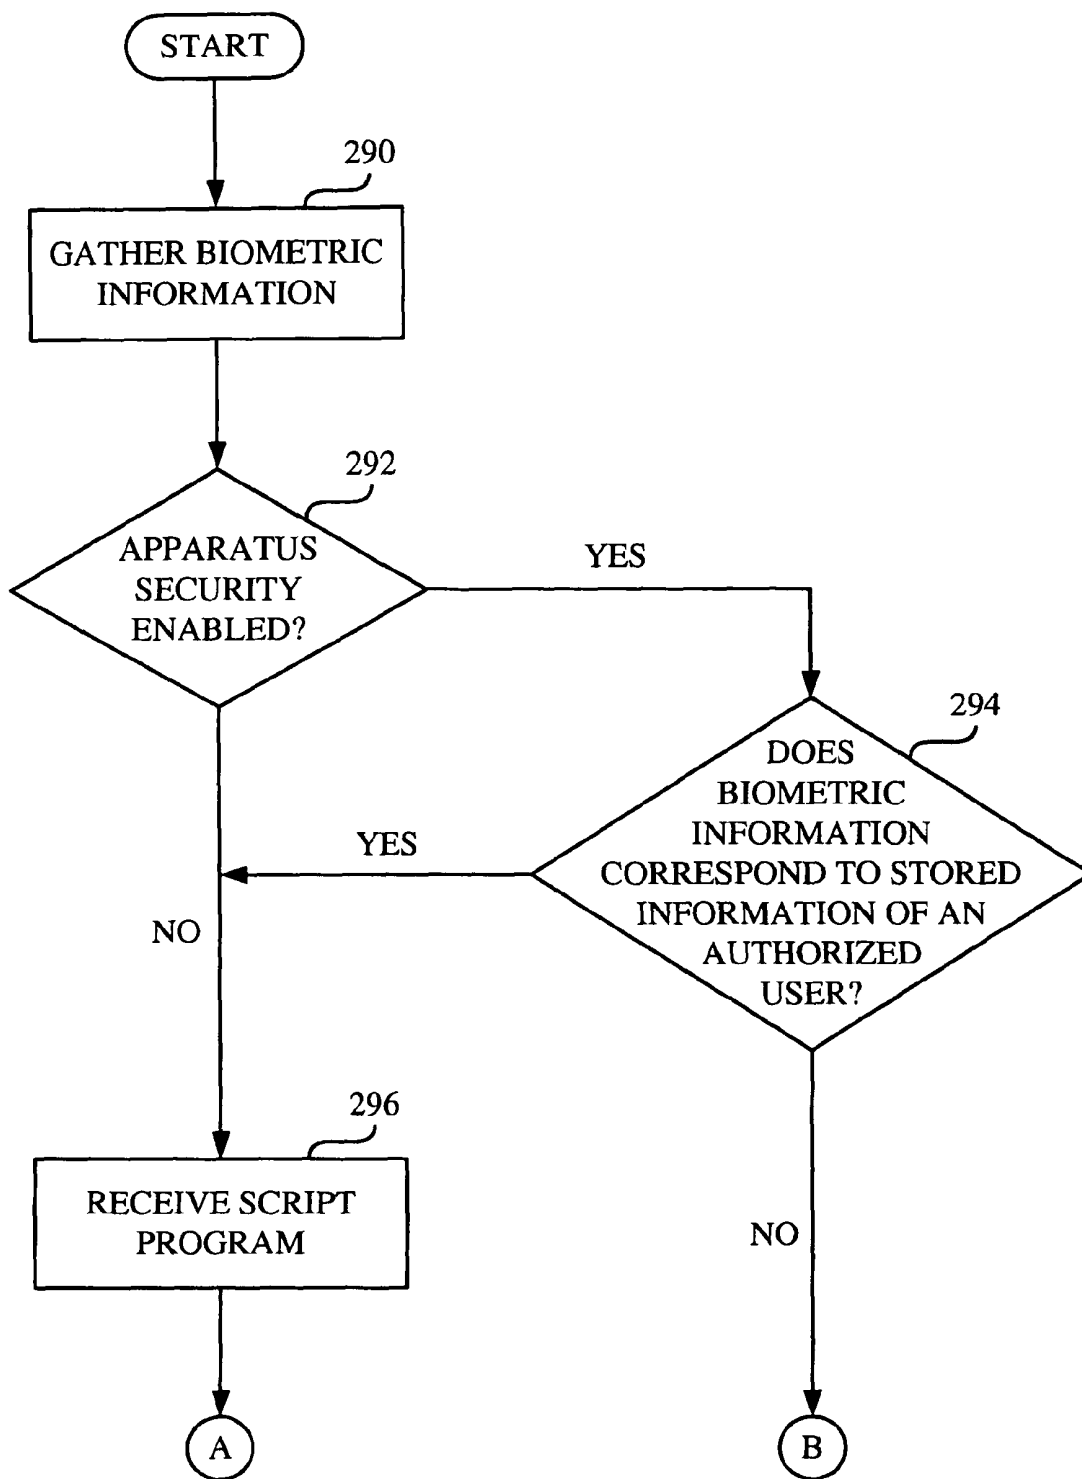 START
290
GATHER BIOMETRIC
INFORMATION
292
APPARATUS
SECURITY
ENABLED?
YES
294
DOES
BIOMETRIC
INFORMATION
CORRESPOND TO STORED
INFORMATION OF AN
AUTHORIZED
USER?
YES
NO
296
RECEIVE SCRIPT
PROGRAM
NO
A
B